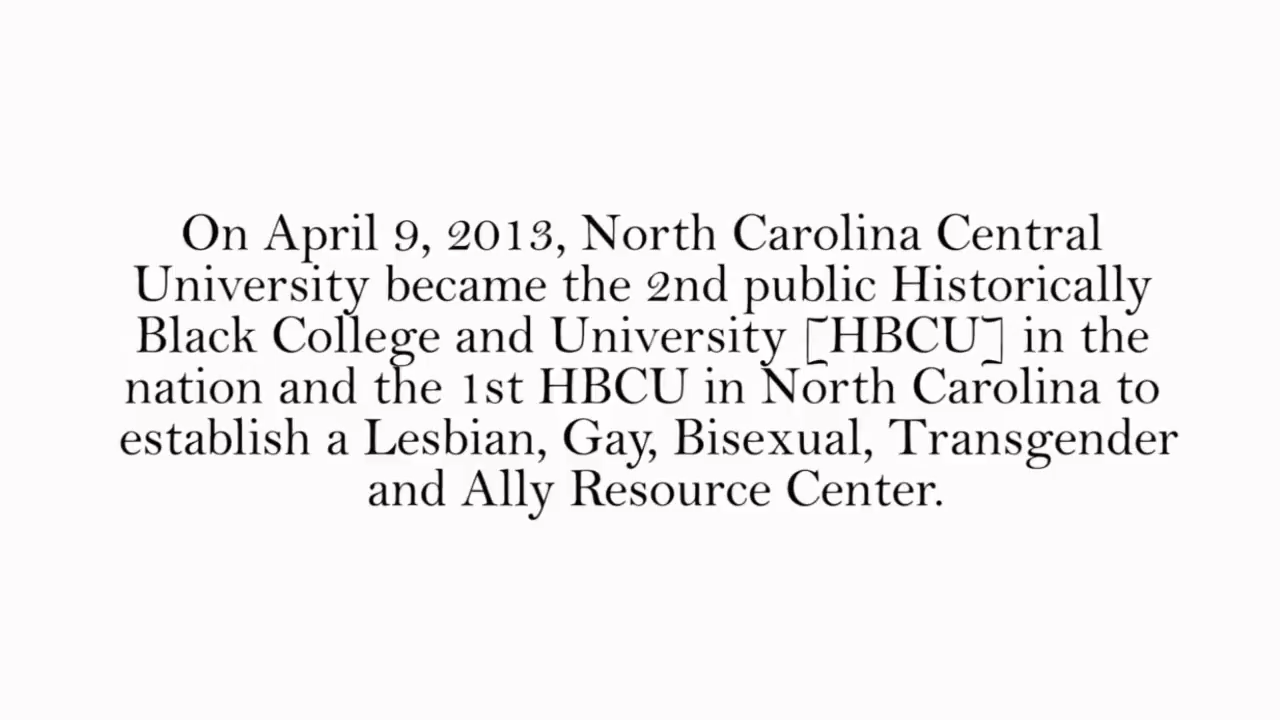 On April 9, 2013, North Carolina Central
University became the 2nd public Historically
Black College and University [HBCU] in the
nation and the 1st HBCU in North Carolina to
establish a Lesbian, Gay, Bisexual, Transgender
and Ally Resource Center.